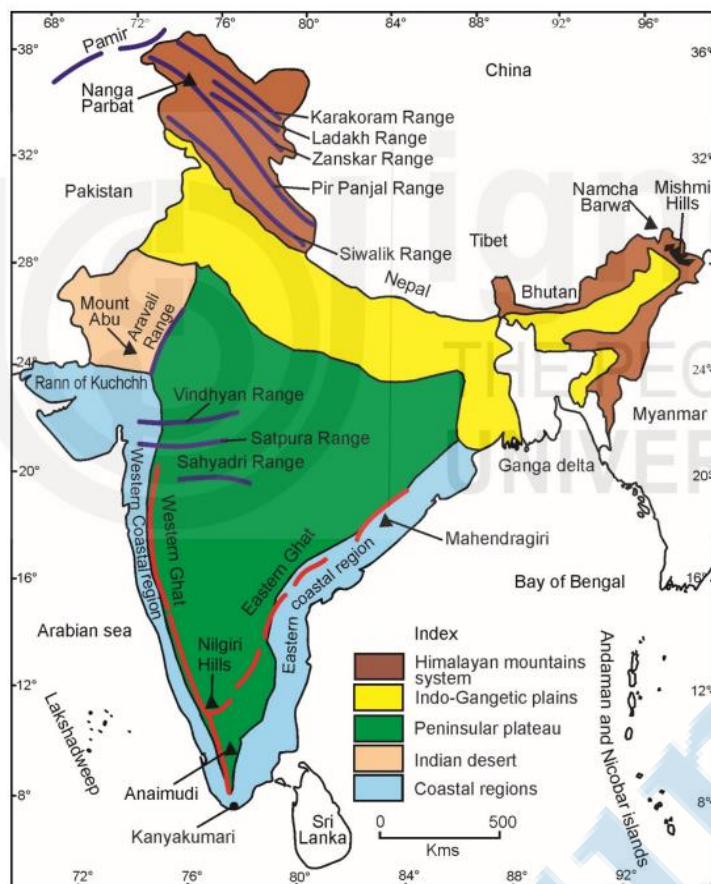 72° 76° 80° 84° 88° 92° 96°
38°
36°
Pamir
China
Nanga
Parbat
Karakoram Range
Ladakh Range
Zanskar Range
Pir Panjal Range
Siwalik Range
32°
32°
Pakistan
Namcha
Barwa
Mishmi
Hills
Tibet
28°
28°
Nepal
Bhutan
Mount
Abu
Aravali
Range
24°
24°
Rann of Kuchchh
THE PEO
UNIVER
Myanmar
Vindhyan Range
Satpura Range
Sahyadri Range
20°
20°
Ganga delta
Western Coastal region
Western Ghat
Eastern Ghat
Eastern coastal region
Mahendragiri
16°
16°
Bay of Bengal
Arabian sea
Nilgiri
Hills
12°
12°
Lakshadweep
Andaman and Nicobar islands
Anaimudi
8°
8°
Kanyakumari
Sri
Lanka
Index
Himalayan mountains
system
Indo-Gangetic plains
Peninsular plateau
Indian desert
Coastal regions
0 500
Kms
72° 76° 80° 84° 88° 92°